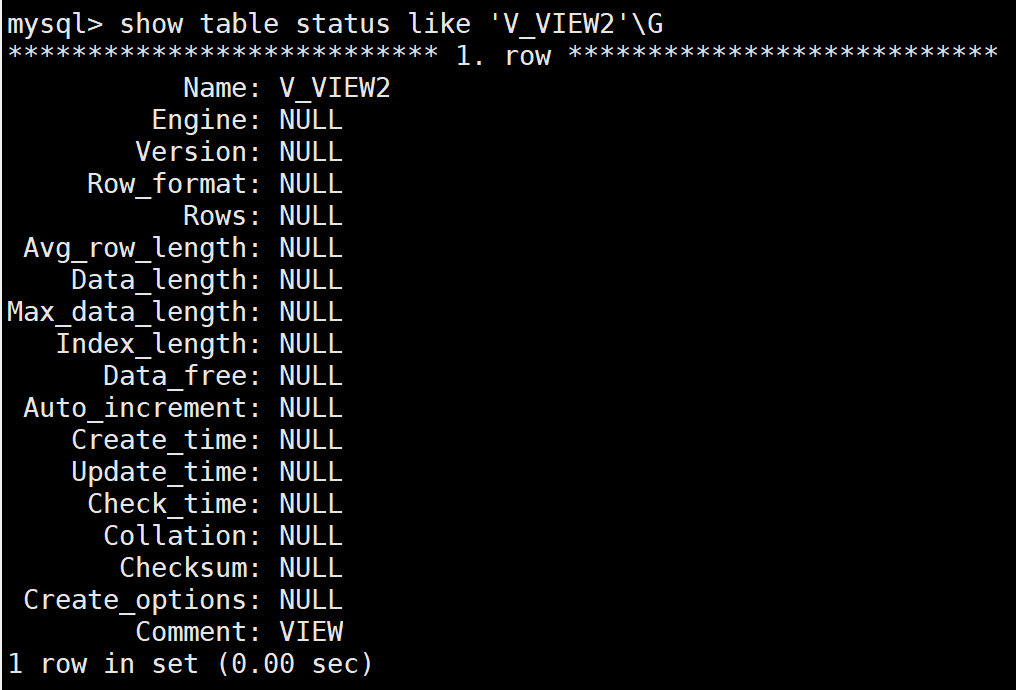 mysql> show table status like 'V_VIEW2'\G
*************************** 1. row ***************************
Name: V_VIEW2
Engine: NULL
Version: NULL
Row_format: NULL
Rows: NULL
Avg_row_length: NULL
Data_length: NULL
Max_data_length: NULL
Index_length: NULL
Data_free: NULL
Auto_increment: NULL
Create_time: NULL
Update_time: NULL
Check_time: NULL
Collation: NULL
Checksum: NULL
Create_options: NULL
Comment: VIEW
1 row in set (0.00 sec)